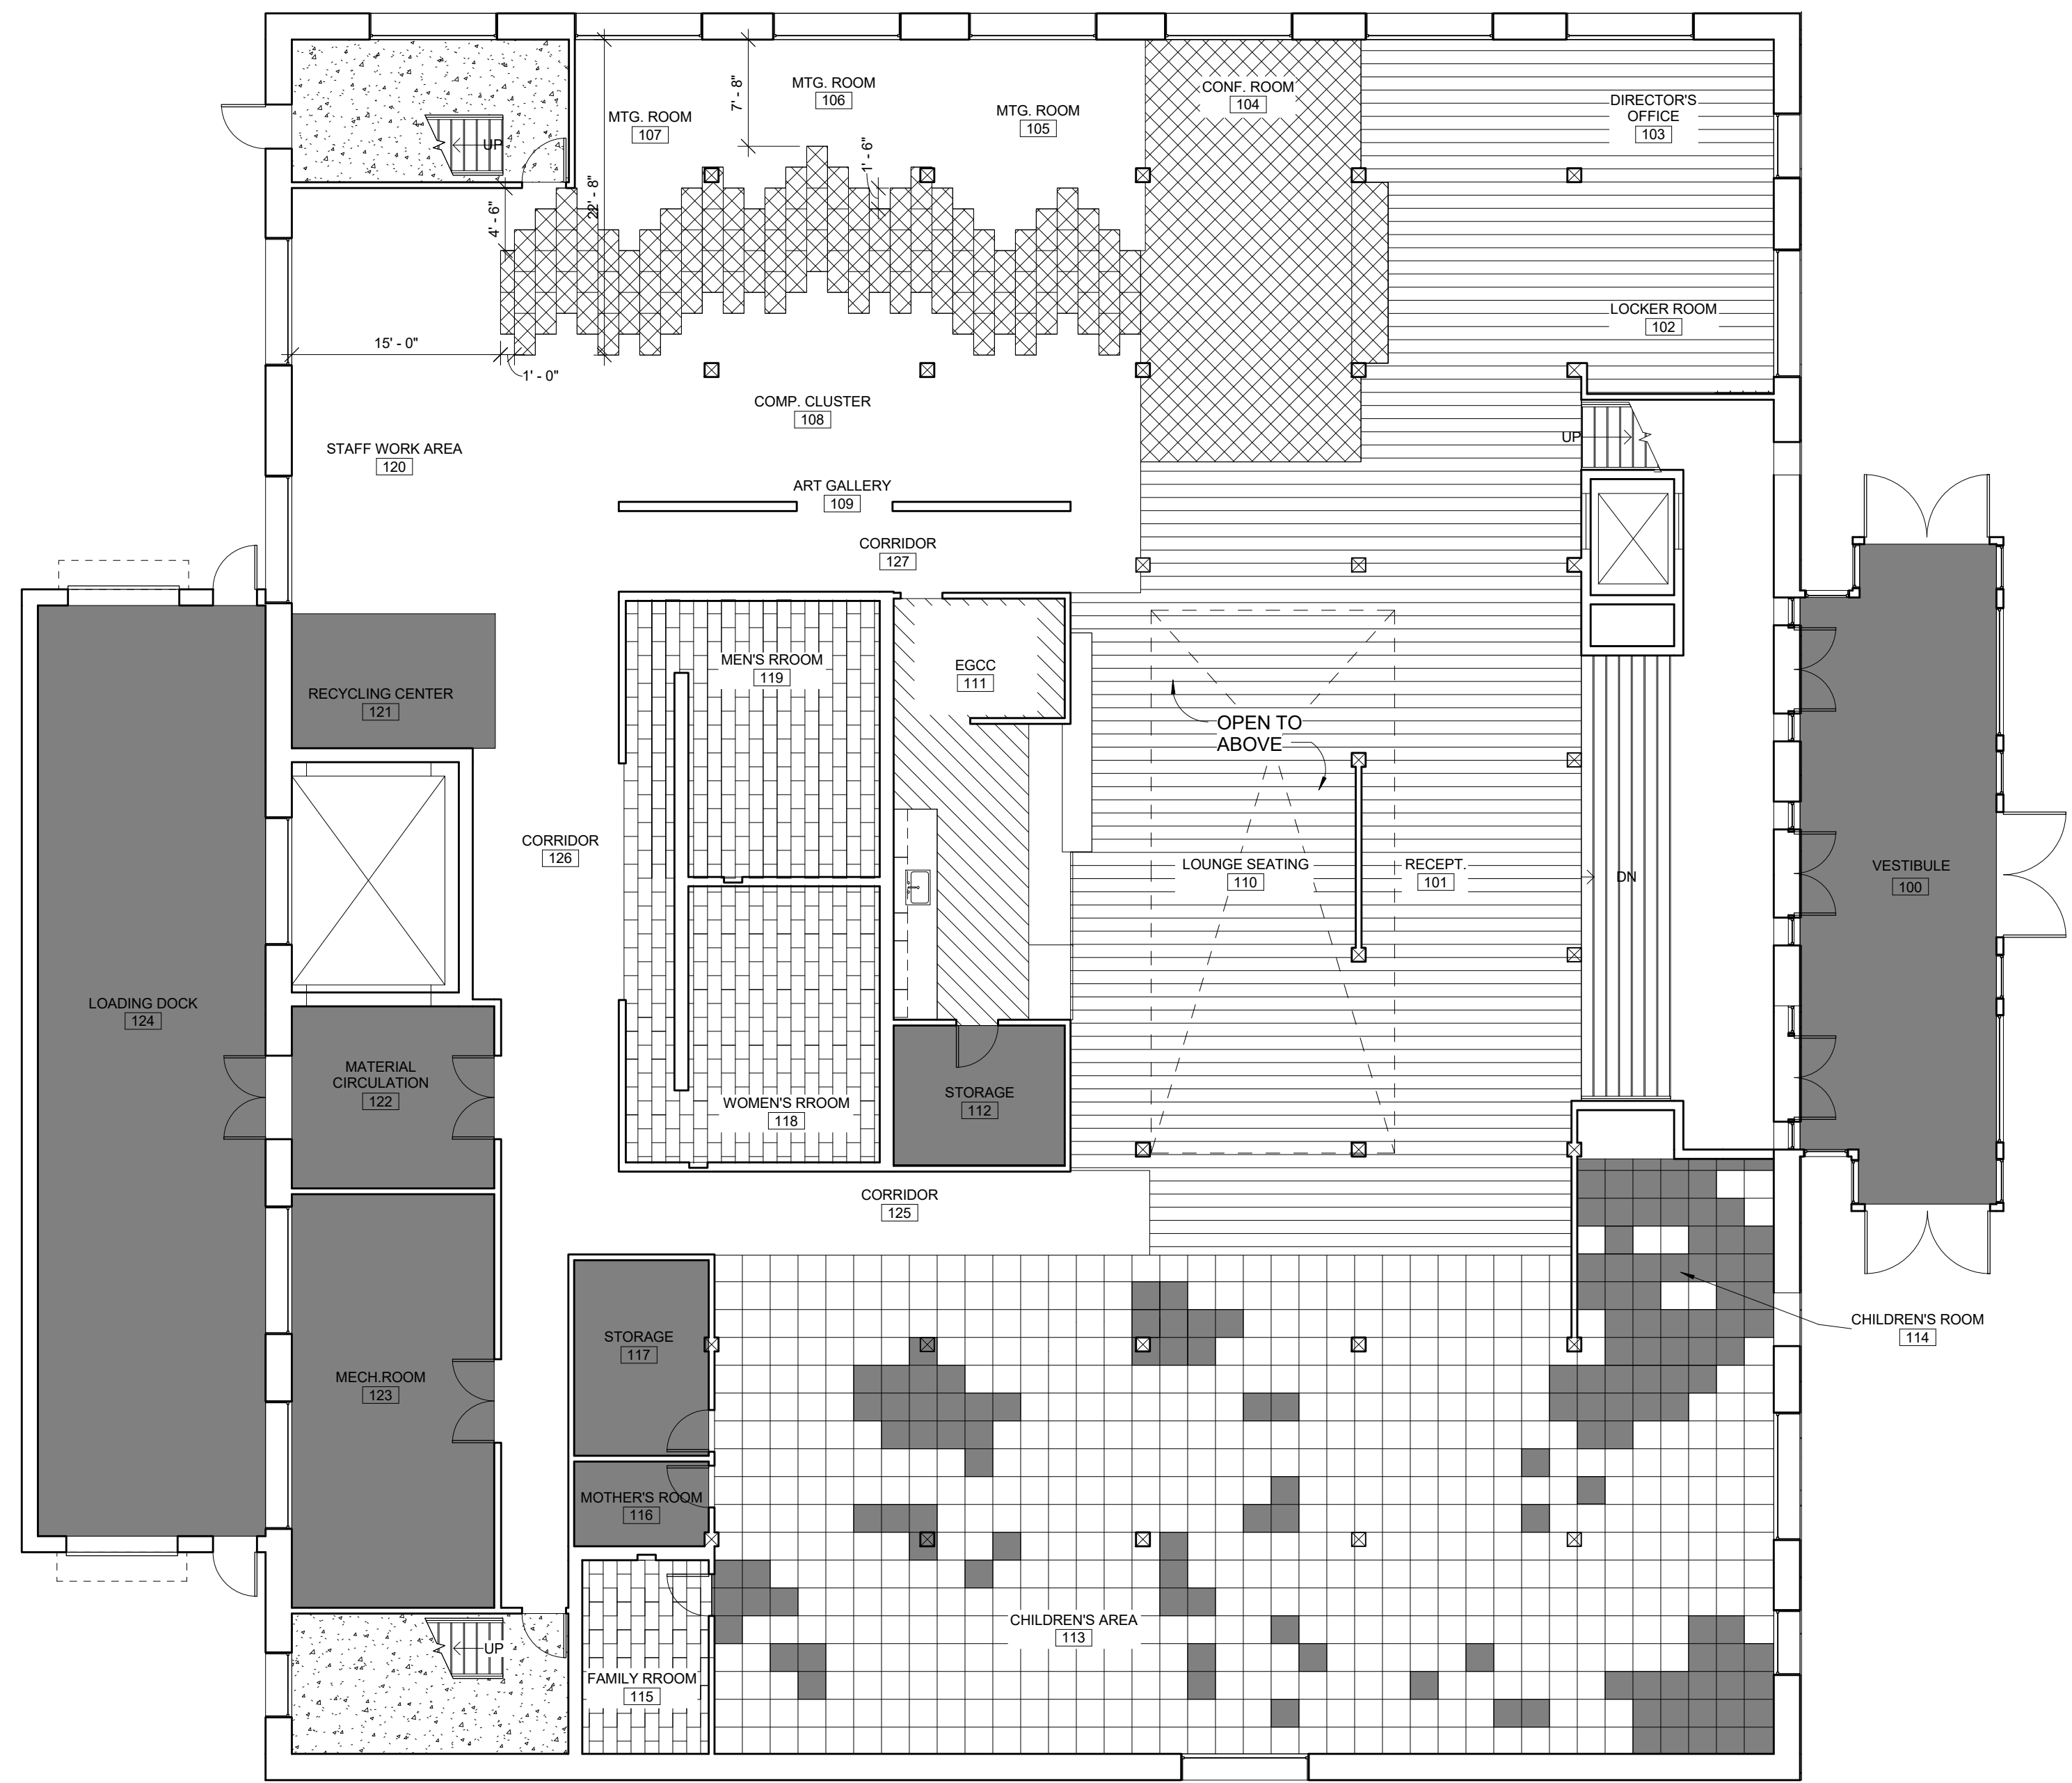 MTG. ROOM
107
7' - 8"
MTG. ROOM
106
MTG. ROOM
105
CONF. ROOM
104
DIRECTOR'S
OFFICE
103
UP
1' - 6"
22' - 8"
4' - 6"
LOCKER ROOM
102
15' - 0"
1' - 0"
COMP. CLUSTER
108
UP
STAFF WORK AREA
120
ART GALLERY
109
CORRIDOR
127
MEN'S RROOM
119
EGCC
111
RECYCLING CENTER
121
OPEN TO
ABOVE
CORRIDOR
126
LOUNGE SEATING
110
RECEPT.
101
DN
VESTIBULE
100
LOADING DOCK
124
MATERIAL
CIRCULATION
122
WOMEN'S RROOM
118
STORAGE
112
CORRIDOR
125
CHILDREN'S ROOM
114
STORAGE
117
MECH.ROOM
123
MOTHER'S ROOM
116
CHILDREN'S AREA
113
UP
FAMILY RROOM
115